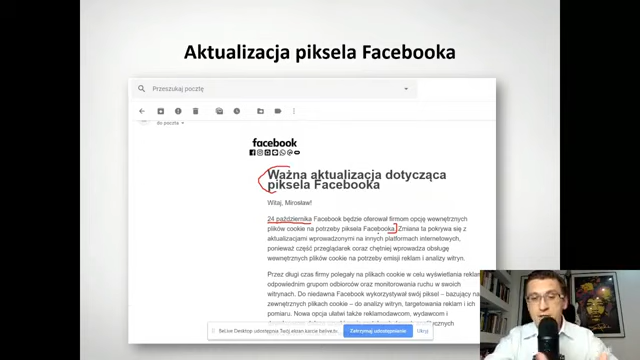 Aktualizacja piksela Facebooka
Przeszukaj pocztę
do poczta
facebook
Ważna aktualizacja dotycząca
piksela Facebooka
Witaj, Mirosław!
24 października Facebook będzie oferował firmom opcję wewnętrznych
plików cookie na potrzeby piksela Facebooka. Zmiana ta pokrywa się z
aktualizacjami wprowadzonymi na innych platformach internetowych,
ponieważ część przeglądarek coraz chętniej wprowadza obsługę
wewnętrznych plików cookie na potrzeby emisji reklam i analizy witryn.
Przez długi czas firmy polegały na plikach cookie w celu wyświetlania reklam
odpowiednim grupom odbiorców oraz monitorowania ruchu w swoich
witrynach. Do niedawna Facebook wykorzystywał swój piksel – bazujący na
zewnętrznych plikach cookie – do analizy witryn, targetowania reklam i ich
pomiaru. Nowa opcja ułatwi także reklamodawcom, wydawcom
udostępnia Twój ekran
Zatrzymaj udostępnianie
Ukryj